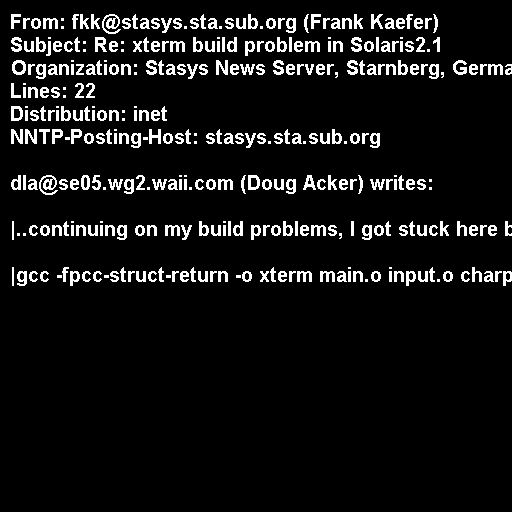 From: fkk@stasys.sta.sub.org (Frank Kaefer)
Subject: Re: xterm build problem in Solaris2.1
Organization: Stasys News Server, Starnberg, Germa
Lines: 22
Distribution: inet
NNTP-Posting-Host: stasys.sta.sub.org
dla@se05.wg2.waii.com (Doug Acker) writes:
|..continuing on my build problems, I got stuck here b
|gcc -fpcc-struct-return -o xterm main.o input.o charp